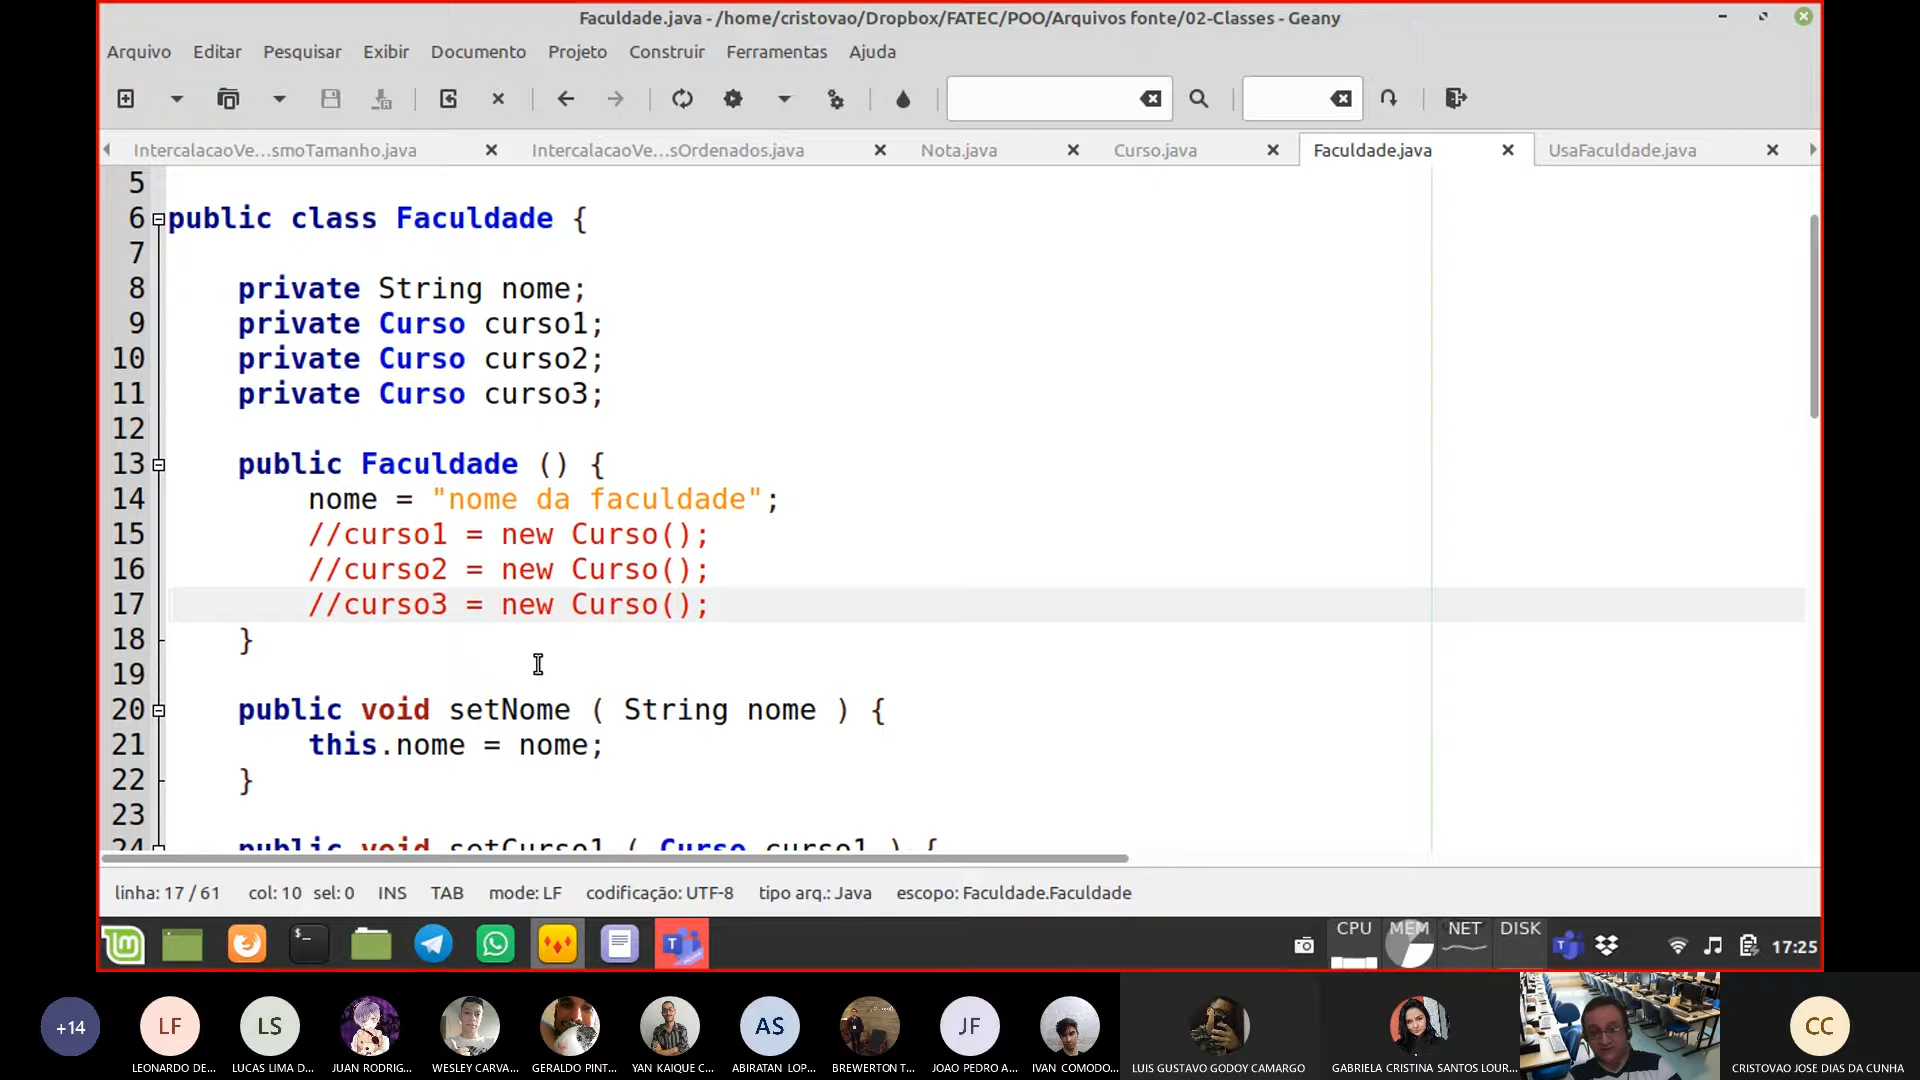 Faculdade.java - /home/cristovao/Dropbox/FATEC/POO/Arquivos fonte/02-Classes - Geany
Arquivo Editar Pesquisar Exibir Documento Projeto Construir Ferramentas Ajuda
IntercalacaoVe...smoTamanho.java IntercalacaoVe...sOrdenados.java Nota.java Curso.java Faculdade.java UsaFaculdade.java
5
6 public class Faculdade {
7
8 private String nome;
9 private Curso curso1;
10 private Curso curso2;
11 private Curso curso3;
12
13 public Faculdade () {
14 nome = "nome da faculdade";
15 //curso1 = new Curso();
16 //curso2 = new Curso();
17 //curso3 = new Curso();
18 }
19
20 public void setNome ( String nome ) {
21 this.nome = nome;
22 }
23
24 public void setCurso1 ( Curso curso1 ) {
linha: 17 / 61 col: 10 sel: 0 INS TAB mode: LF codificação: UTF-8 tipo arq.: Java escopo: Faculdade.Faculdade
CPU MEM NET DISK 17:25
+14 LF LS AS JF CC
LEONARDO DE... LUCAS LIMA D... JUAN RODRIG... WESLEY CARVA... GERALDO PINT... YAN KAIQUE C... ABIRATAN LOP... BREWERTON T... JOAO PEDRO A... IVAN COMODO... LUIS GUSTAVO GODOY CAMARGO GABRIELA CRISTINA SANTOS LOUR... CRISTOVAO JOSE DIAS DA CUNHA